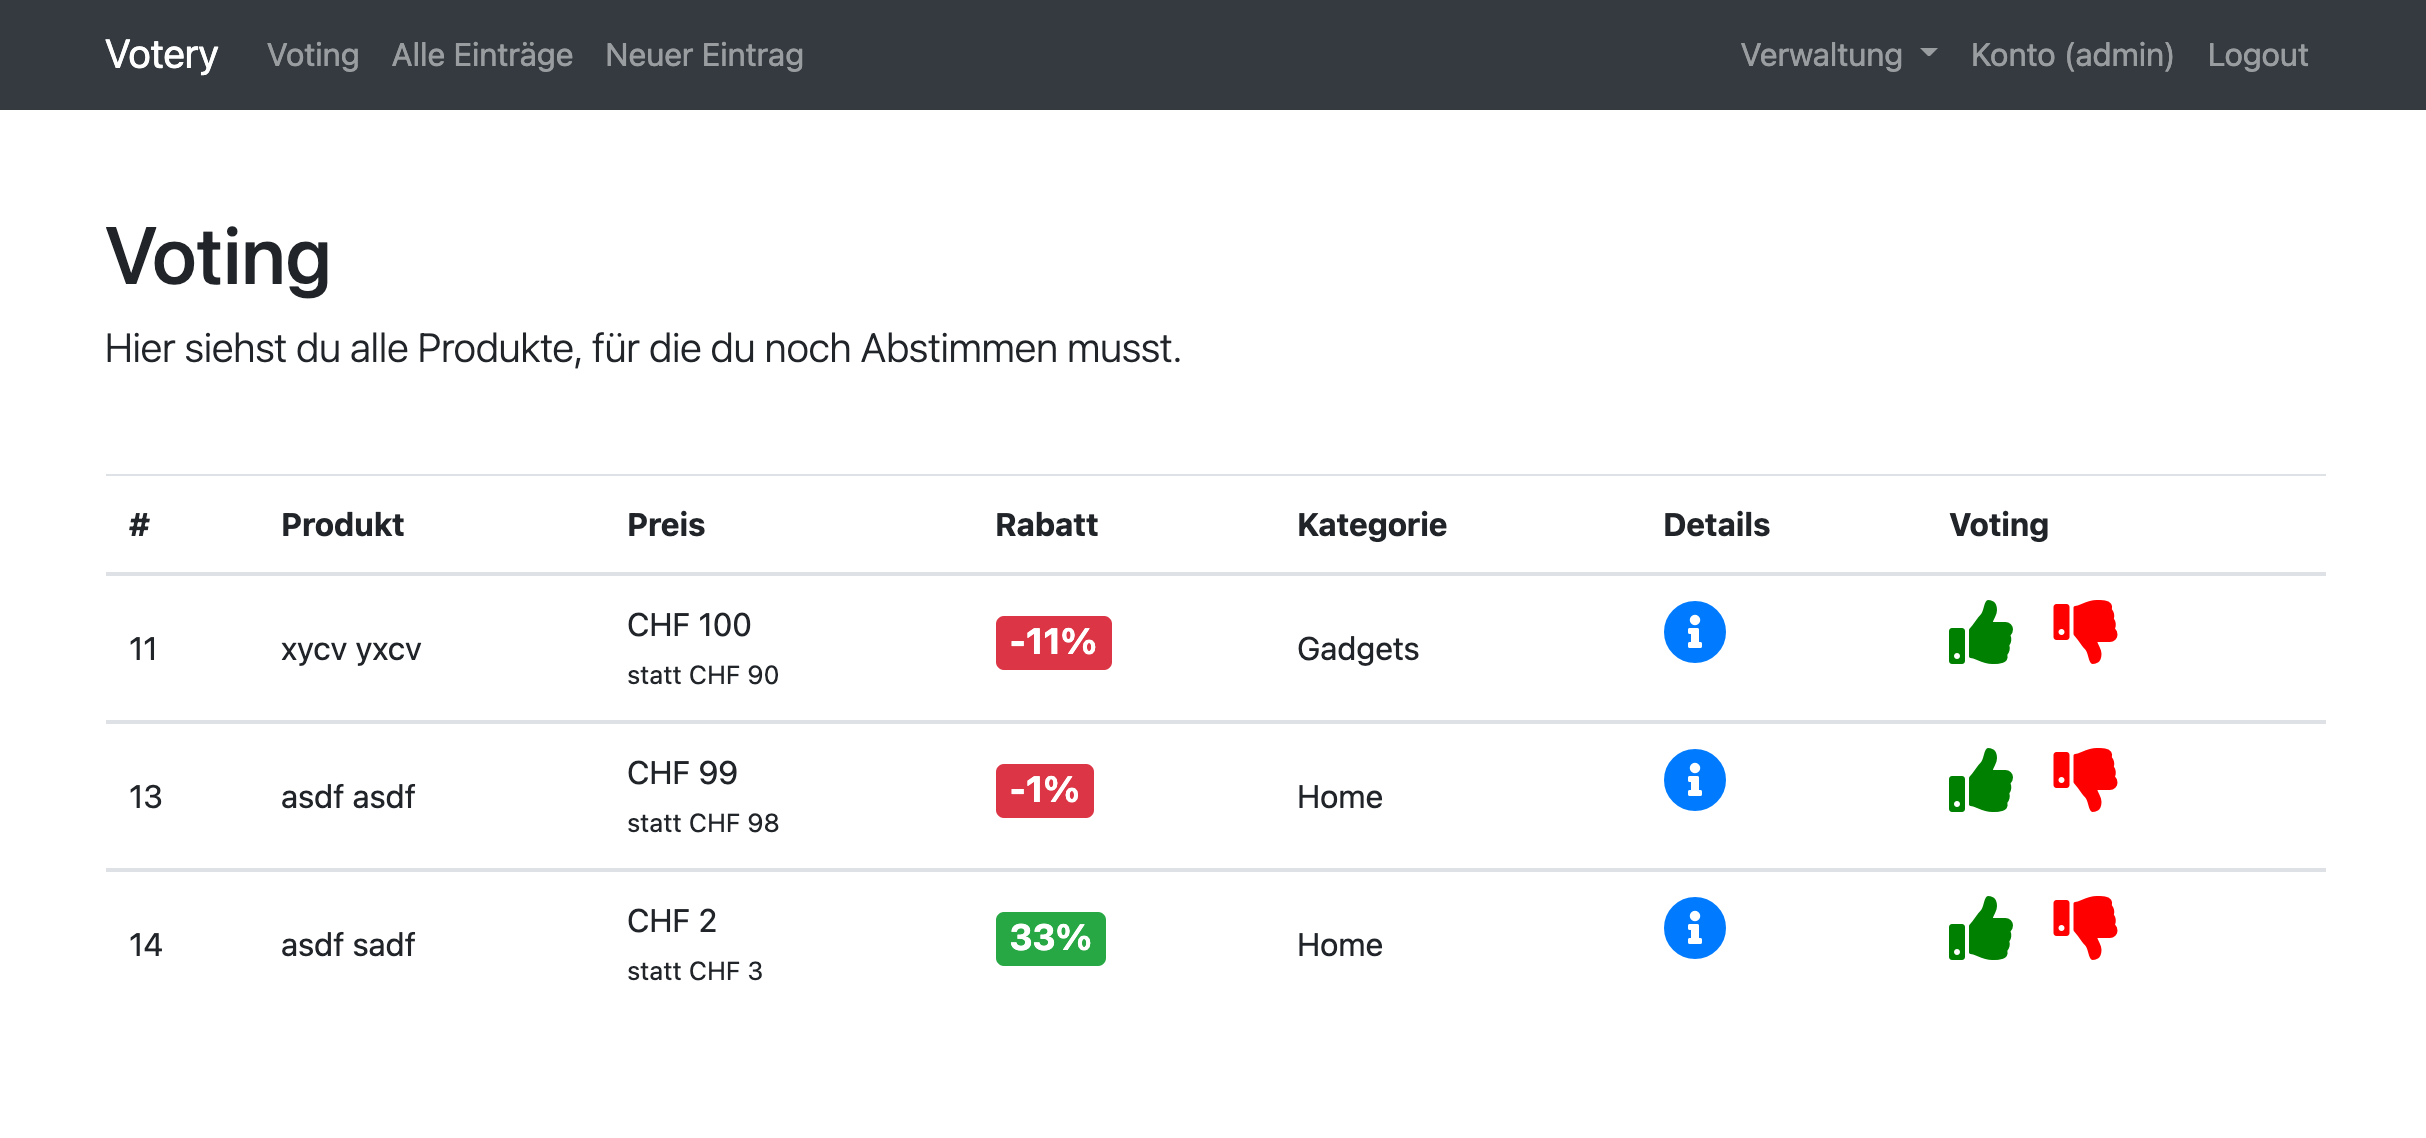 Votery Voting Alle Einträge Neuer Eintrag Verwaltung Konto (admin) Logout
Voting
Hier siehst du alle Produkte, für die du noch Abstimmen musst.
# Produkt Preis Rabatt Kategorie Details Voting
11 xycv yxcv CHF 100 -11% Gadgets
statt CHF 90
13 asdf asdf CHF 99 -1% Home
statt CHF 98
14 asdf sadf CHF 2 33% Home
statt CHF 3